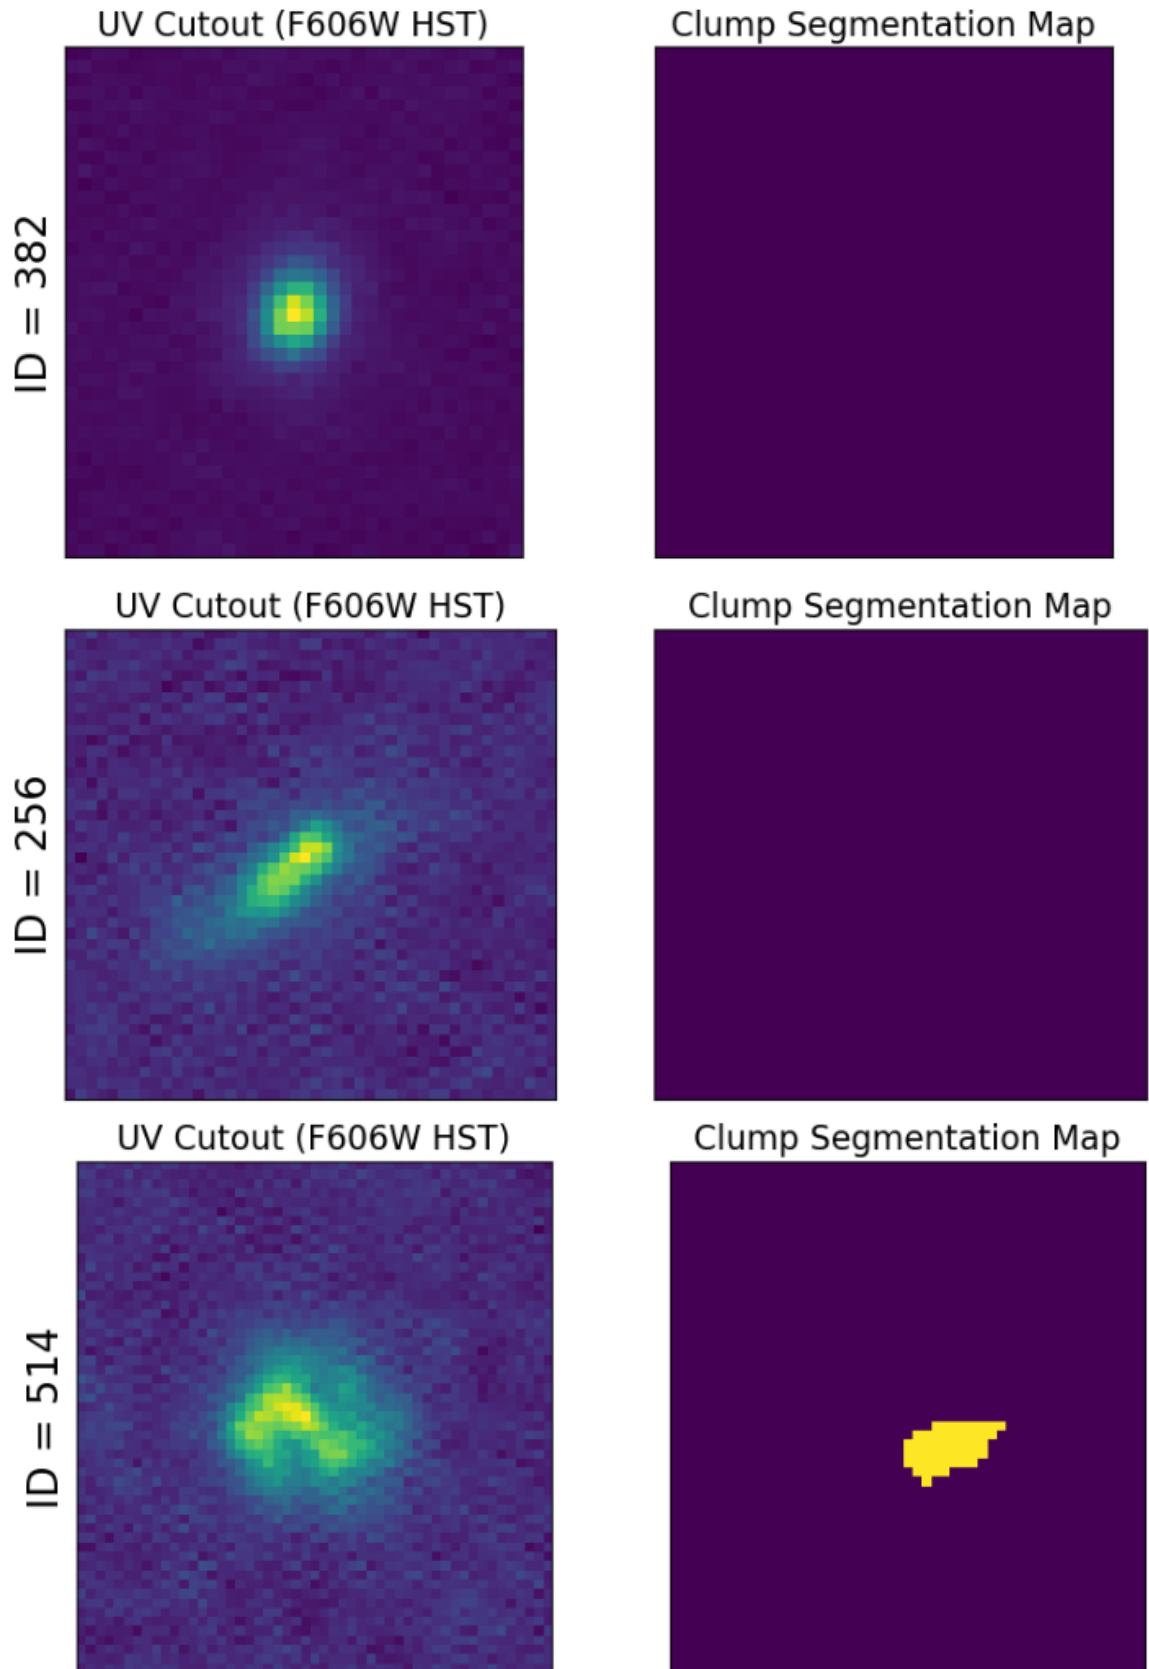 UV Cutout (F606W HST)
Clump Segmentation Map
ID = 382
UV Cutout (F606W HST)
Clump Segmentation Map
ID = 256
UV Cutout (F606W HST)
Clump Segmentation Map
ID = 514